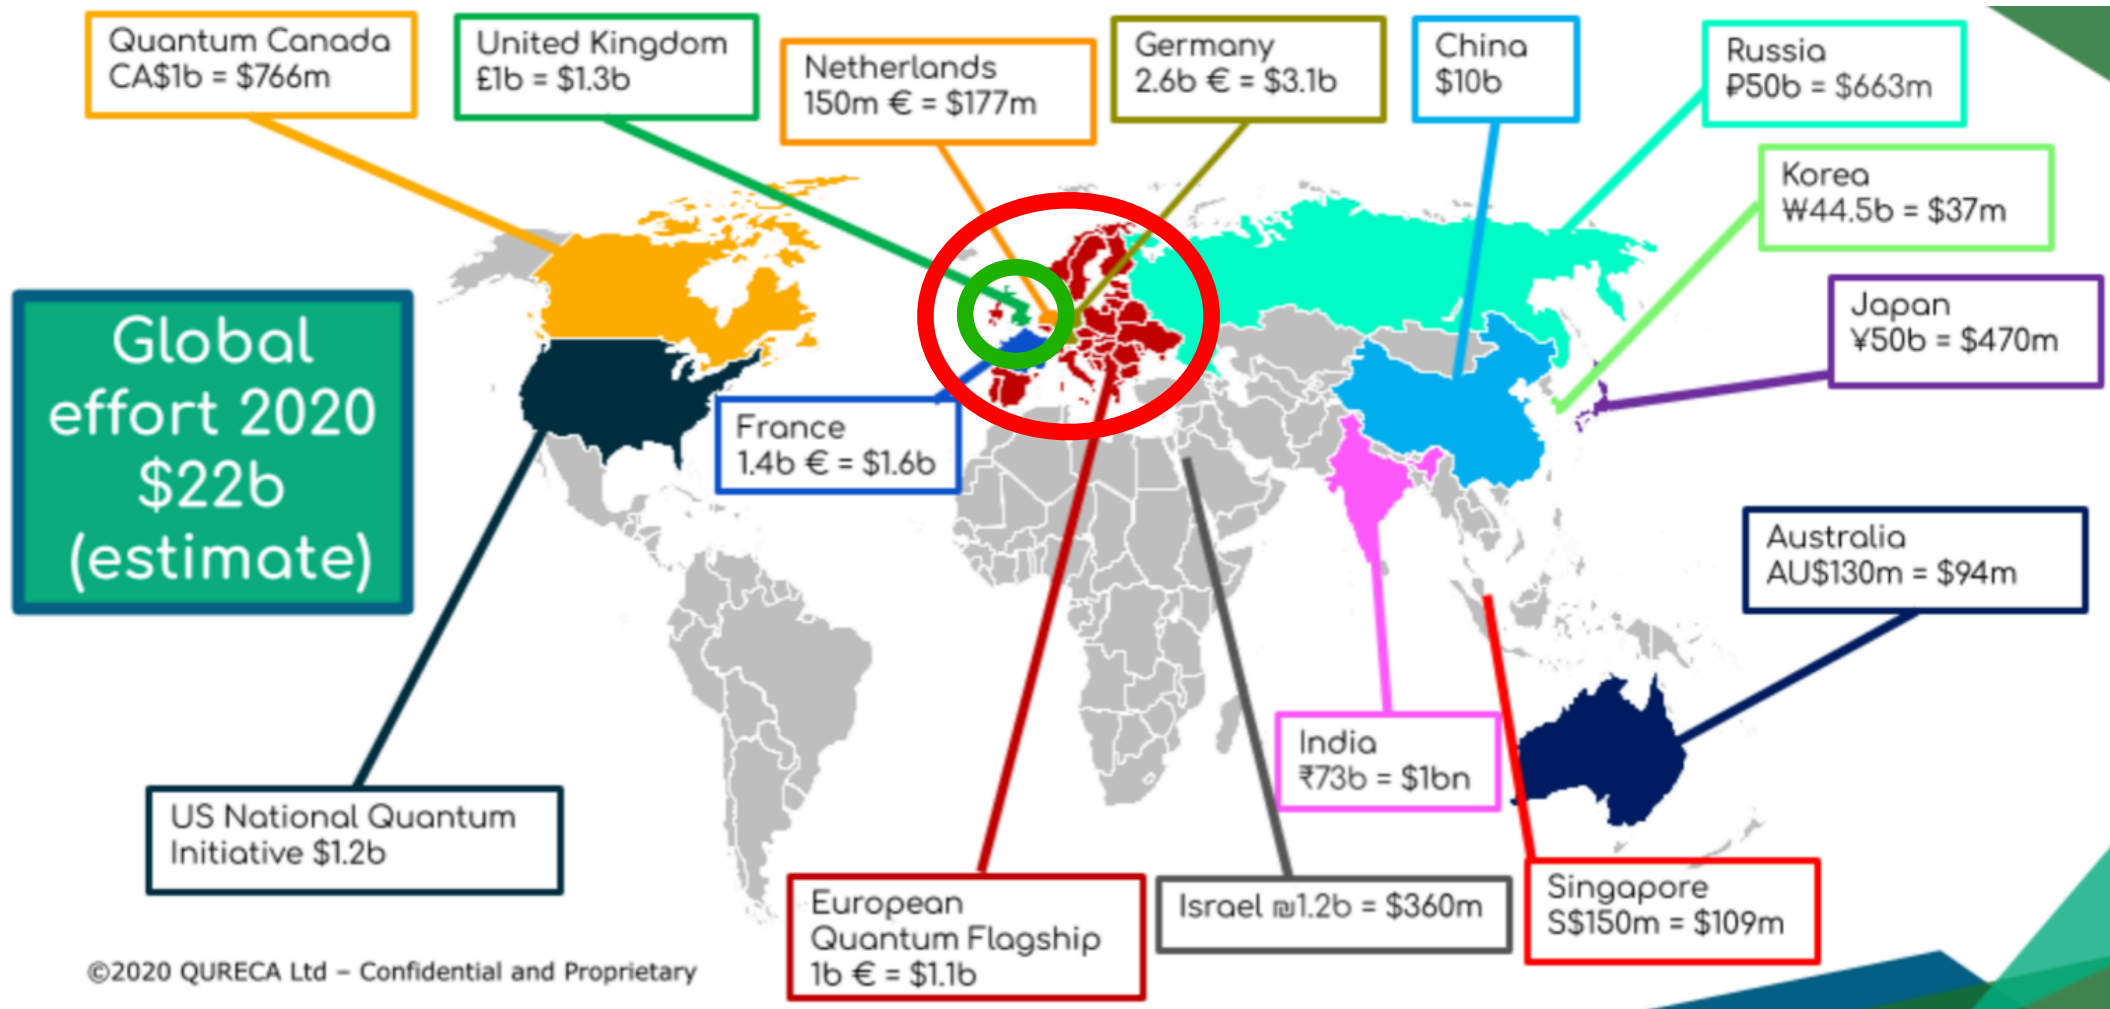 Quantum Canada
CA$1b = $766m
United Kingdom
£1b = $1.3b
Netherlands
150m € = $177m
Germany
2.6b € = $3.1b
China
$10b
Russia
₽50b = $663m
Korea
₩44.5b = $37m
Japan
¥50b = $470m
Global
effort 2020
$22b
(estimate)
France
1.4b € = $1.6b
Australia
AU$130m = $94m
India
₹73b = $1bn
US National Quantum
Initiative $1.2b
European
Quantum Flagship
1b € = $1.1b
Israel ₪1.2b = $360m
Singapore
S$150m = $109m
©2020 QURECA Ltd – Confidential and Proprietary